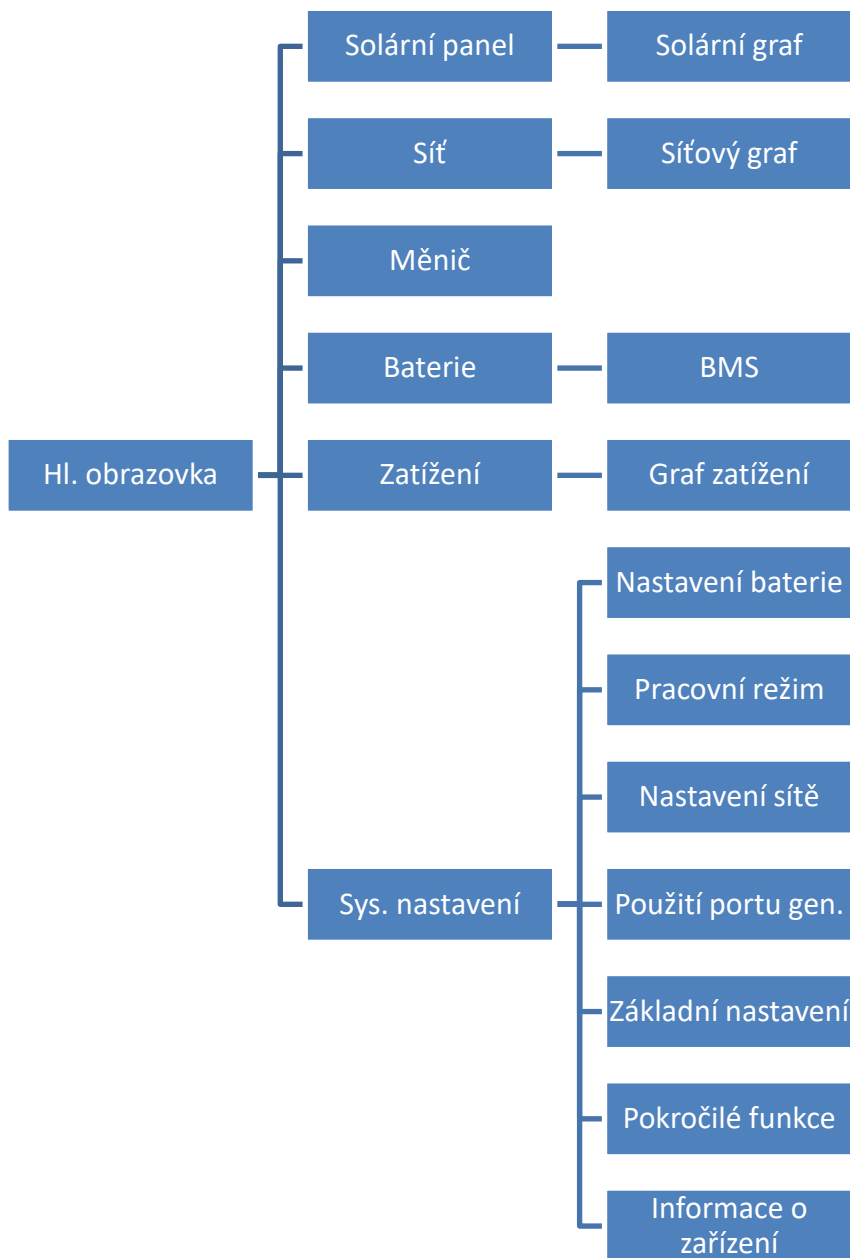 Solární panel
Solární graf
Síť
Síťový graf
Měnič
Baterie
BMS
Hl. obrazovka
Zatížení
Graf zatížení
Nastavení baterie
Pracovní režim
Nastavení sítě
Sys. nastavení
Použití portu gen.
Základní nastavení
Pokročilé funkce
Informace o
zařízení